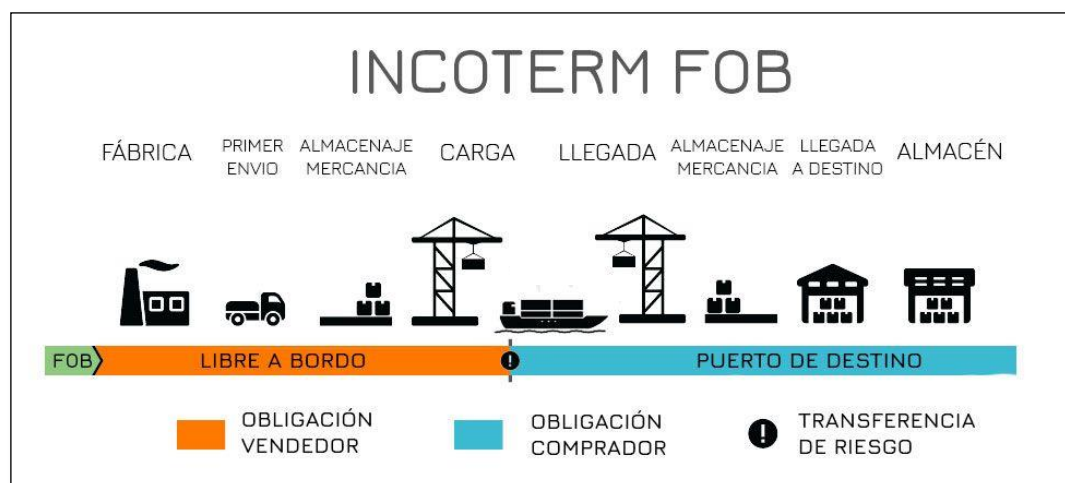 INCOTERM FOB
FÁBRICA
PRIMER
ENVIO
ALMACENAJE
MERCANCIA
CARGA
LLEGADA
ALMACENAJE
MERCANCIA
LLEGADA
A DESTINO
ALMACÉN
FOB
LIBRE A BORDO
!
PUERTO DE DESTINO
OBLIGACIÓN
VENDEDOR
OBLIGACIÓN
COMPRADOR
!
TRANSFERENCIA
DE RIESGO